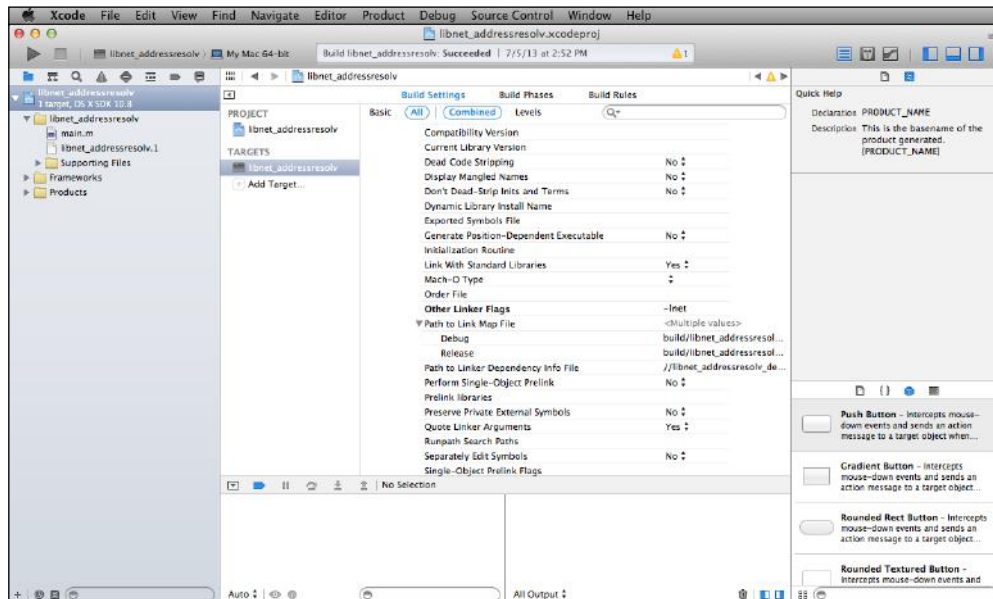 Xcode File Edit View Find Navigate Editor Product Debug Source Control Window Help
libnet_addressresolv.xcodeproj
libnet_addressresolv My Mac 64-bit
Build libnet_addressresolv: Succeeded | 7/5/13 at 2:52 PM
1
libnet_addressresolv
1 target, OS X SDK 10.8
libnet_addressresolv
main.m
libnet_addressresolv.1
Supporting Files
Frameworks
Products
libnet_addressresolv
Build Settings Build Phases Build Rules
PROJECT
libnet_addressresolv
TARGETS
libnet_addressresolv
Add Target...
Basic All Combined Levels
Compatibility Version
Current Library Version
Dead Code Stripping No
Display Mangled Names No
Don't Dead-Strip Inits and Terms No
Dynamic Library Install Name
Exported Symbols File
Generate Position-Dependent Executable No
Initialization Routine
Link With Standard Libraries Yes
Mach-O Type
Order File
Other Linker Flags -lnet
Path to Link Map File <Multiple values>
Debug build/libnet_addressresol...
Release build/libnet_addressresol...
Path to Linker Dependency Info File //libnet_addressresolv_de...
Perform Single-Object Prelink No
Prelink libraries
Preserve Private External Symbols No
Quote Linker Arguments Yes
Runpath Search Paths
Separately Edit Symbols No
Single-Object Prelink Flags
No Selection
Auto
All Output
Quick Help
Declaration PRODUCT_NAME
Description This is the basename of the
product generated.
[PRODUCT_NAME]
{}
Push Button - Intercepts mouse-
down events and sends an action
message to a target object when...
Gradient Button - Intercepts
mouse-down events and sends an
action message to a target object...
Rounded Rect Button - Intercepts
mouse-down events and sends an
action message to a target object...
Rounded Textured Button -
Intercepts mouse-down events and